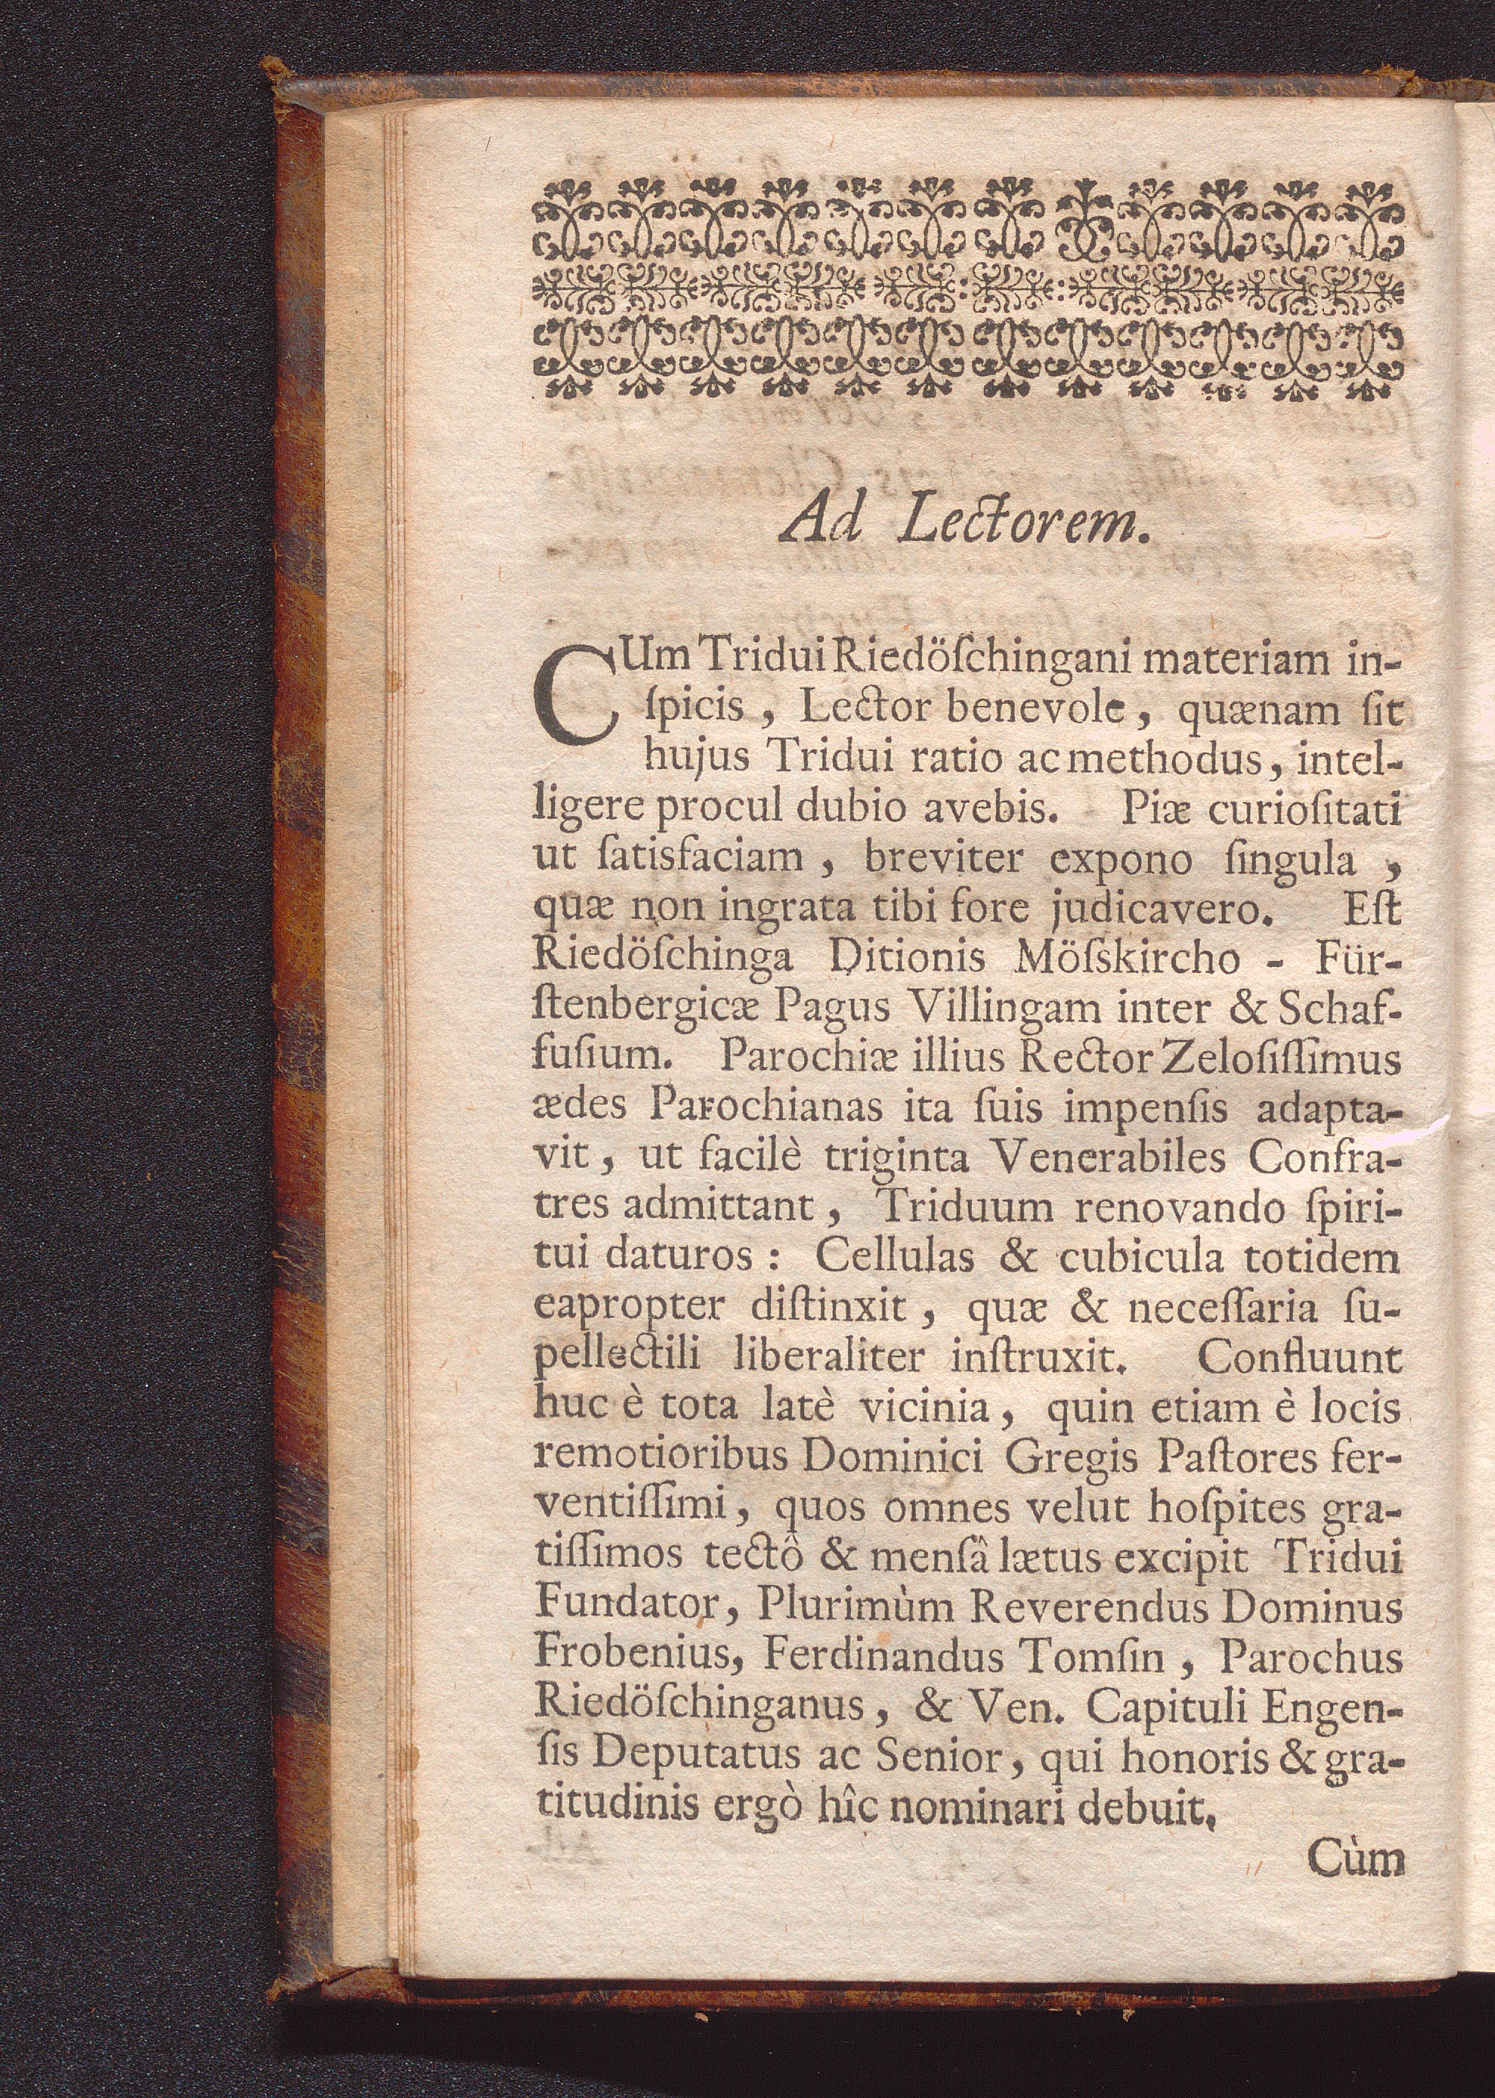 Ad Lectorem.
CUm Tridui Riedöſchingani materiam in-
ſpicis, Lector benevole, quænam ſit
hujus Tridui ratio ac methodus, intel-
ligere procul dubio avebis. Piæ curioſitati
ut ſatisfaciam, breviter expono ſingula,
quæ non ingrata tibi fore judicavero. Eſt
Riedöſchinga Ditionis Möſskircho - Für-
ſtenbergicæ Pagus Villingam inter & Schaf-
fuſium. Parochiæ illius Rector Zeloſiſſimus
ædes Parochianas ita ſuis impenſis adapta-
vit, ut facilè triginta Venerabiles Confra-
tres admittant, Triduum renovando ſpiri-
tui daturos: Cellulas & cubicula totidem
eapropter diſtinxit, quæ & neceſſaria ſu-
pellectili liberaliter inſtruxit. Confluunt
huc è tota latè vicinia, quin etiam è locis
remotioribus Dominici Gregis Paſtores fer-
ventiſſimi, quos omnes velut hoſpites gra-
tiſſimos tectô & menſâ lætus excipit Tridui
Fundator, Plurimùm Reverendus Dominus
Frobenius, Ferdinandus Tomſin, Parochus
Riedöſchinganus, & Ven. Capituli Engen-
ſis Deputatus ac Senior, qui honoris & gra-
titudinis ergò hîc nominari debuit.
Cùm